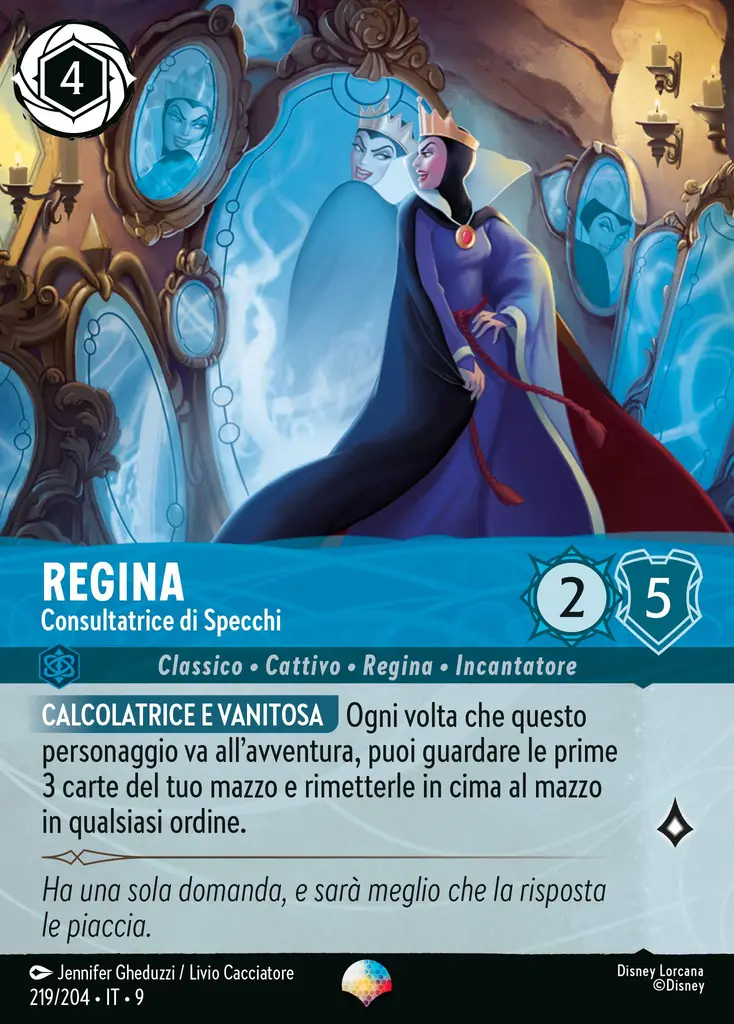 4
REGINA
Consultatrice di Specchi
2
5
Classico • Cattivo • Regina • Incantatore
CALCOLATRICE E VANITOSA Ogni volta che questo
personaggio va all’avventura, puoi guardare le prime
3 carte del tuo mazzo e rimetterle in cima al mazzo
in qualsiasi ordine.
Ha una sola domanda, e sarà meglio che la risposta
le piaccia.
Jennifer Gheduzzi / Livio Cacciatore
219/204 • IT • 9
Disney Lorcana
©Disney